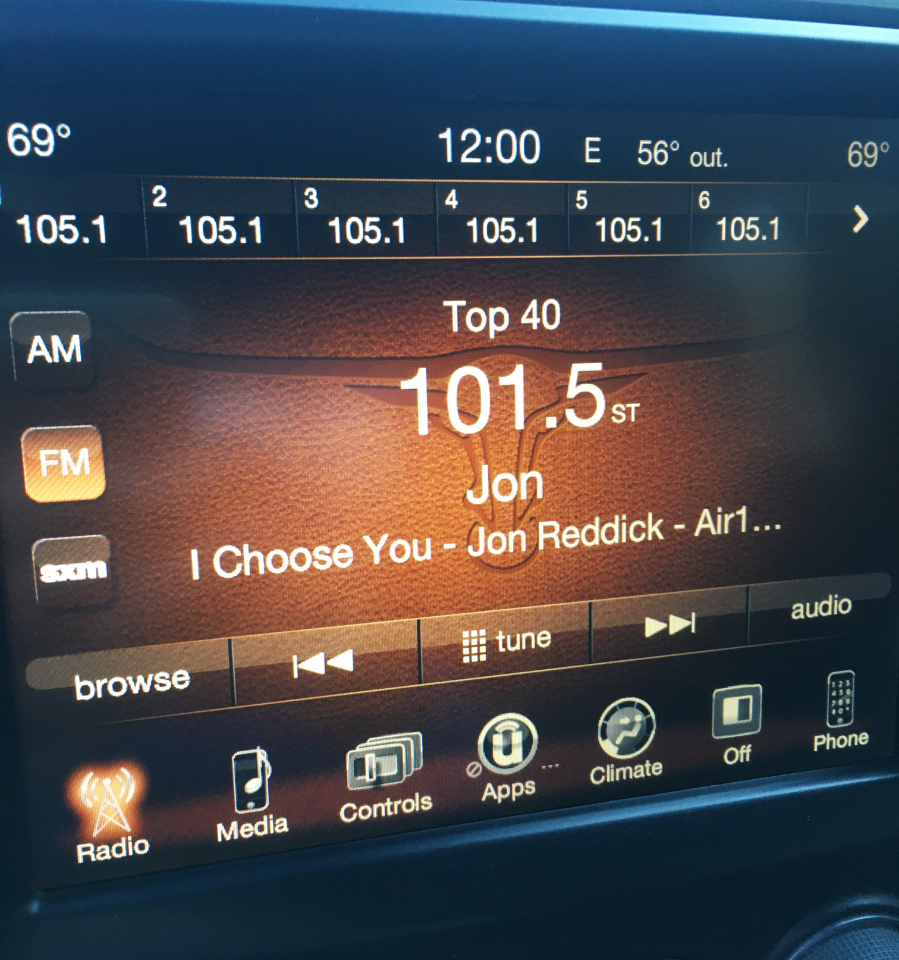 69° 12:00 E 56° out. 69°
2 3 4 5 6
105.1 105.1 105.1 105.1 105.1 105.1
Top 40
AM
101.5 ST
FM
Jon
I Choose You - Jon Reddick - Air1...
sxm
browse tune audio
Radio Media Controls Apps Climate Off Phone